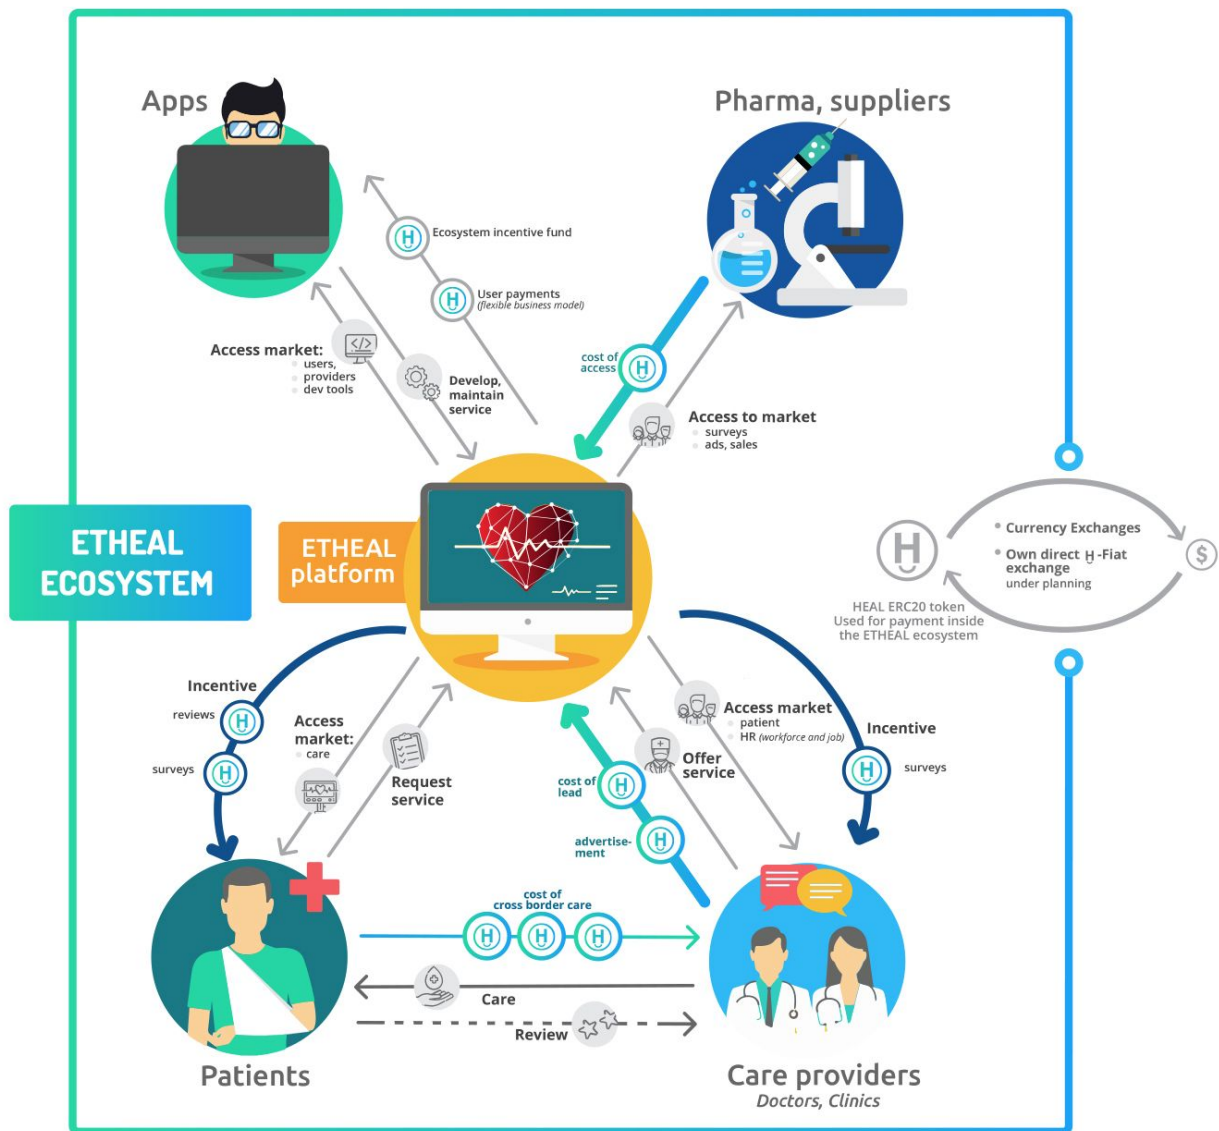 Apps
Pharma, suppliers
H
Ecosystem incentive fund
H
User payments
(flexible business model)
Access market:
users,
providers
dev tools
</>
Develop,
maintain
service
cost of
access
H
Access to market
surveys
ads, sales
ETHEAL
ECOSYSTEM
ETHEAL
platform
H
Currency Exchanges
Own direct H-Fiat
exchange
under planning
$
HEAL ERC20 token
Used for payment inside
the ETHEAL ecosystem
Incentive
reviews
H
surveys
H
Access
market:
care
Request
service
cost of
lead
H
advertise-
ment
H
Offer
service
Access market
patient
HR (workforce and job)
Incentive
H
surveys
cost of
cross border care
H
H
H
Care
Review
Patients
Care providers
Doctors, Clinics